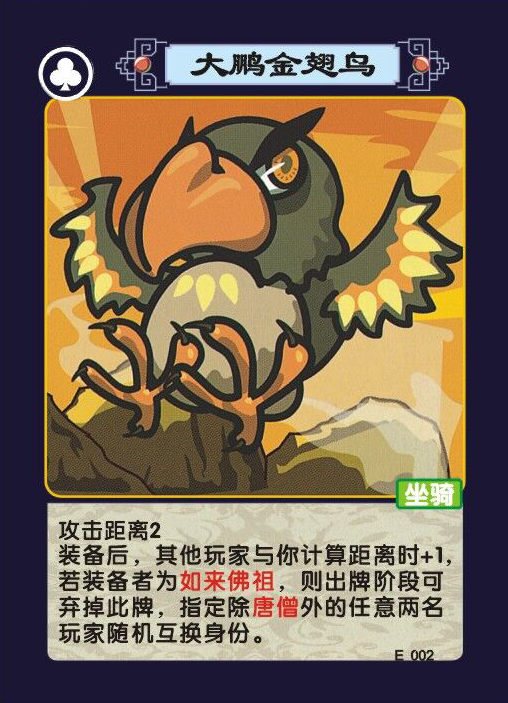 大鹏金翅鸟
坐骑
攻击距离2
装备后，其他玩家与你计算距离时+1,
若装备者为如来佛祖，则出牌阶段可
弃掉此牌，指定除唐僧外的任意两名
玩家随机互换身份。
E 002